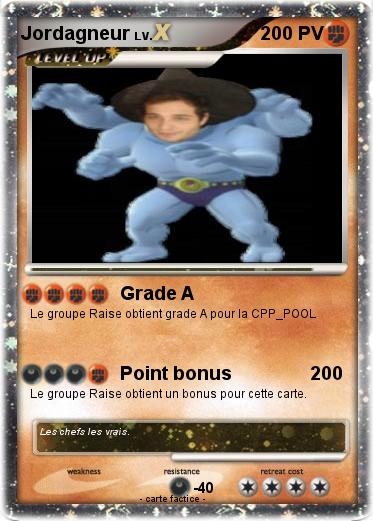 Jordagneur LV.X 200 PV
LEVEL UP
Grade A
Le groupe Raise obtient grade A pour la CPP_POOL
Point bonus 200
Le groupe Raise obtient un bonus pour cette carte.
Les chefs les vrais.
weakness resistance retreat cost
-40
- carte factice -